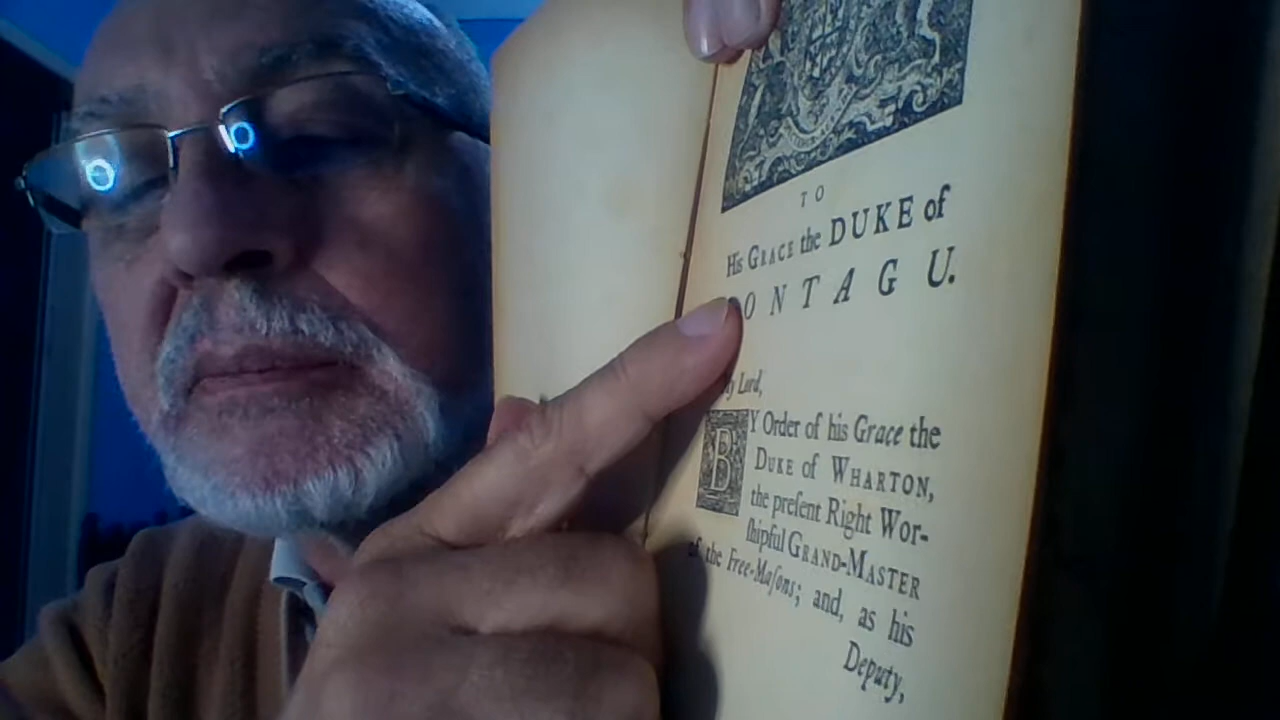 TO
His GRACE the DUKE of
ONTAGU.
y Lord,
BY Order of his Grace the
DUKE of WHARTON,
the preſent Right Wor-
ſhipful GRAND-MASTER
of the Free-Maſons; and, as his
Deputy,